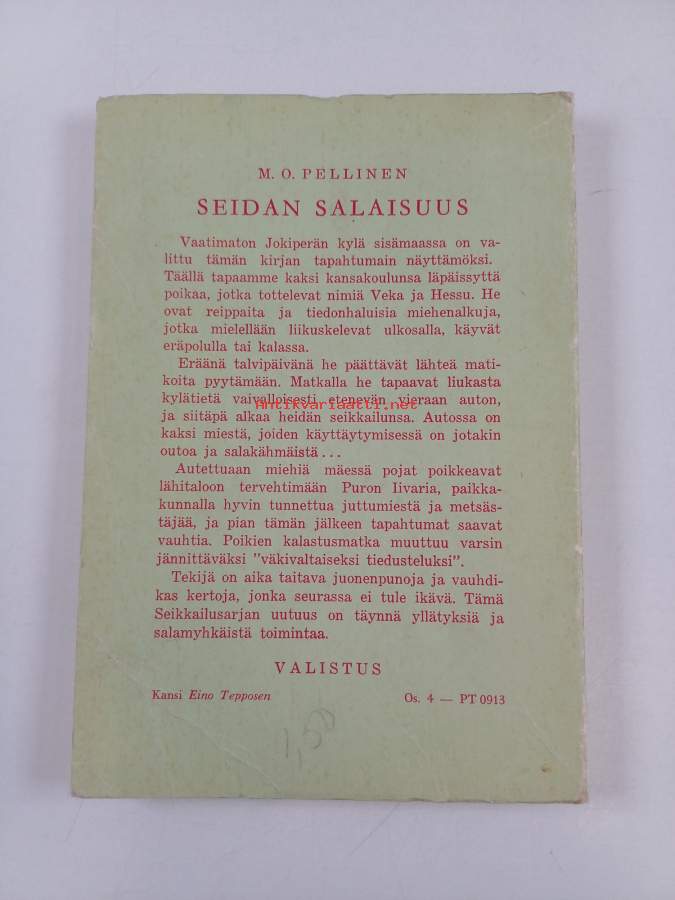 M. O. PELLINEN
SEIDAN SALAISUUS
Vaatimaton Jokiperän kylä sisämaassa on va-
littu tämän kirjan tapahtumain näyttämöksi.
Täällä tapaamme kaksi kansakoulunsa läpäissyttä
poikaa, jotka tottelevat nimiä Veka ja Hessu. He
ovat reippaita ja tiedonhaluisia miehenalkuja,
jotka mielellään liikuskelevat ulkosalla, käyvät
eräpolulla tai kalassa.
Eräänä talvipäivänä he päättävät lähteä mati-
koita pyytämään. Matkalla he tapaavat liukasta
kylätietä vaivalloisesti etenevän vieraan auton,
Antikvariaatti.net
ja siitäpä alkaa heidän seikkailunsa. Autossa on
kaksi miestä, joiden käyttäytymisessä on jotakin
outoa ja salakähmäistä...
Autettuaan miehiä mäessä pojat poikkeavat
lähitaloon tervehtimään Puron Iivaria, paikka-
kunnalla hyvin tunnettua juttumiestä ja metsäs-
täjää, ja pian tämän jälkeen tapahtumat saavat
vauhtia. Poikien kalastusmatka muuttuu varsin
jännittäväksi "väkivaltaiseksi tiedusteluksi".
Tekijä on aika taitava juonenpunoja ja vauhdi-
kas kertoja, jonka seurassa ei tule ikävä. Tämä
Seikkailusarjan uutuus on täynnä yllätyksiä ja
salamyhkäistä toimintaa.
VALISTUS
Kansi Eino Tepposen Os. 4 — PT 0913
1,50